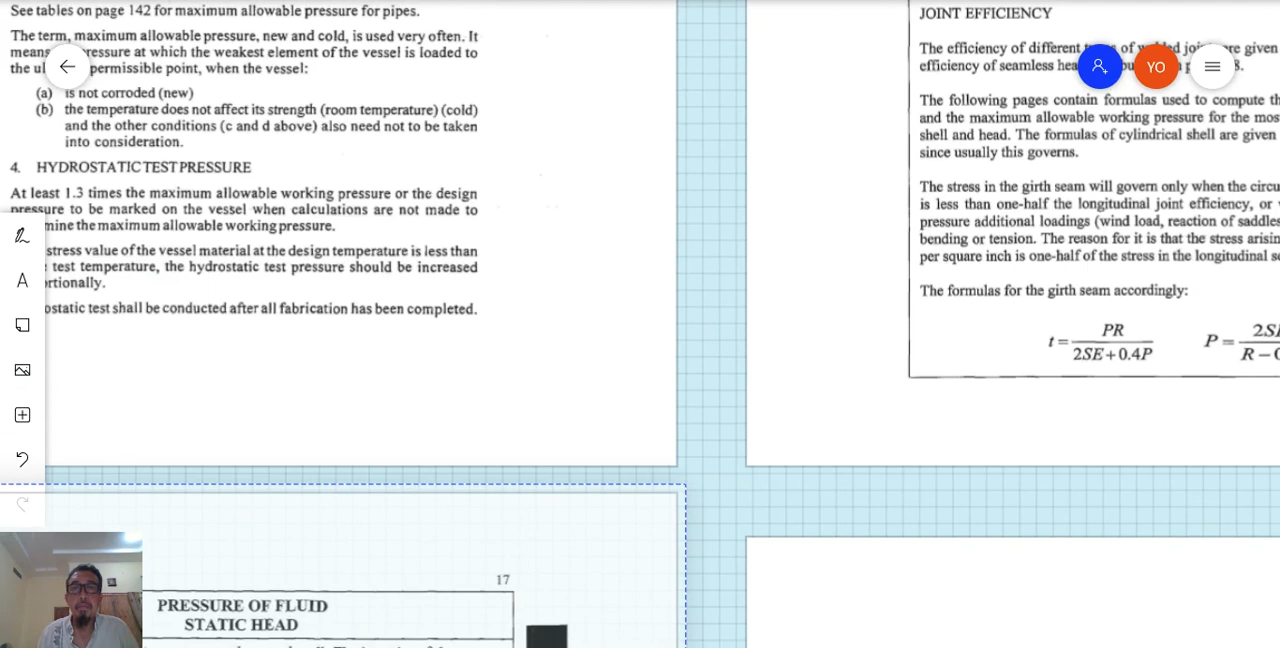 See tables on page 142 for maximum allowable pressure for pipes.
The term, maximum allowable pressure, new and cold, is used very often. It
means pressure at which the weakest element of the vessel is loaded to
the permissible point, when the vessel:
(a) is not corroded (new)
(b) the temperature does not affect its strength (room temperature) (cold)
and the other conditions (c and d above) also need not to be taken
into consideration.
4. HYDROSTATIC TEST PRESSURE
At least 1.3 times the maximum allowable working pressure or the design
pressure to be marked on the vessel when calculations are not made to
mine the maximum allowable working pressure.
stress value of the vessel material at the design temperature is less than
test temperature, the hydrostatic test pressure should be increased
rtionally.
ostatic test shall be conducted after all fabrication has been completed.
A
17
PRESSURE OF FLUID
STATIC HEAD
JOINT EFFICIENCY
The efficiency of different of joi re given
efficiency of seamless hea 8.
YO
The following pages contain formulas used to compute th
and the maximum allowable working pressure for the mos
shell and head. The formulas of cylindrical shell are given
since usually this governs.
The stress in the girth seam will govern only when the circu
is less than one-half the longitudinal joint efficiency, or
pressure additional loadings (wind load, reaction of saddles
bending or tension. The reason for it is that the stress arisin
per square inch is one-half of the stress in the longitudinal s
The formulas for the girth seam accordingly:
t = PR / 2SE + 0.4P P = 2S / R –